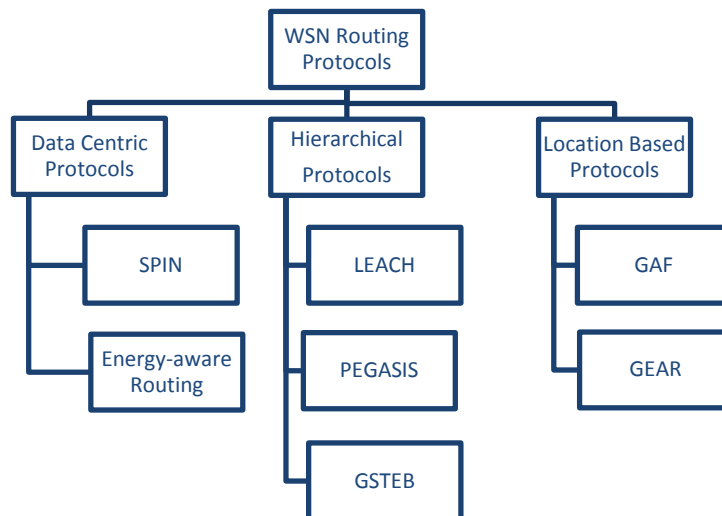 WSN Routing
Protocols
Data Centric
Protocols
Hierarchical
Protocols
Location Based
Protocols
SPIN
LEACH
GAF
Energy-aware
Routing
PEGASIS
GEAR
GSTEB